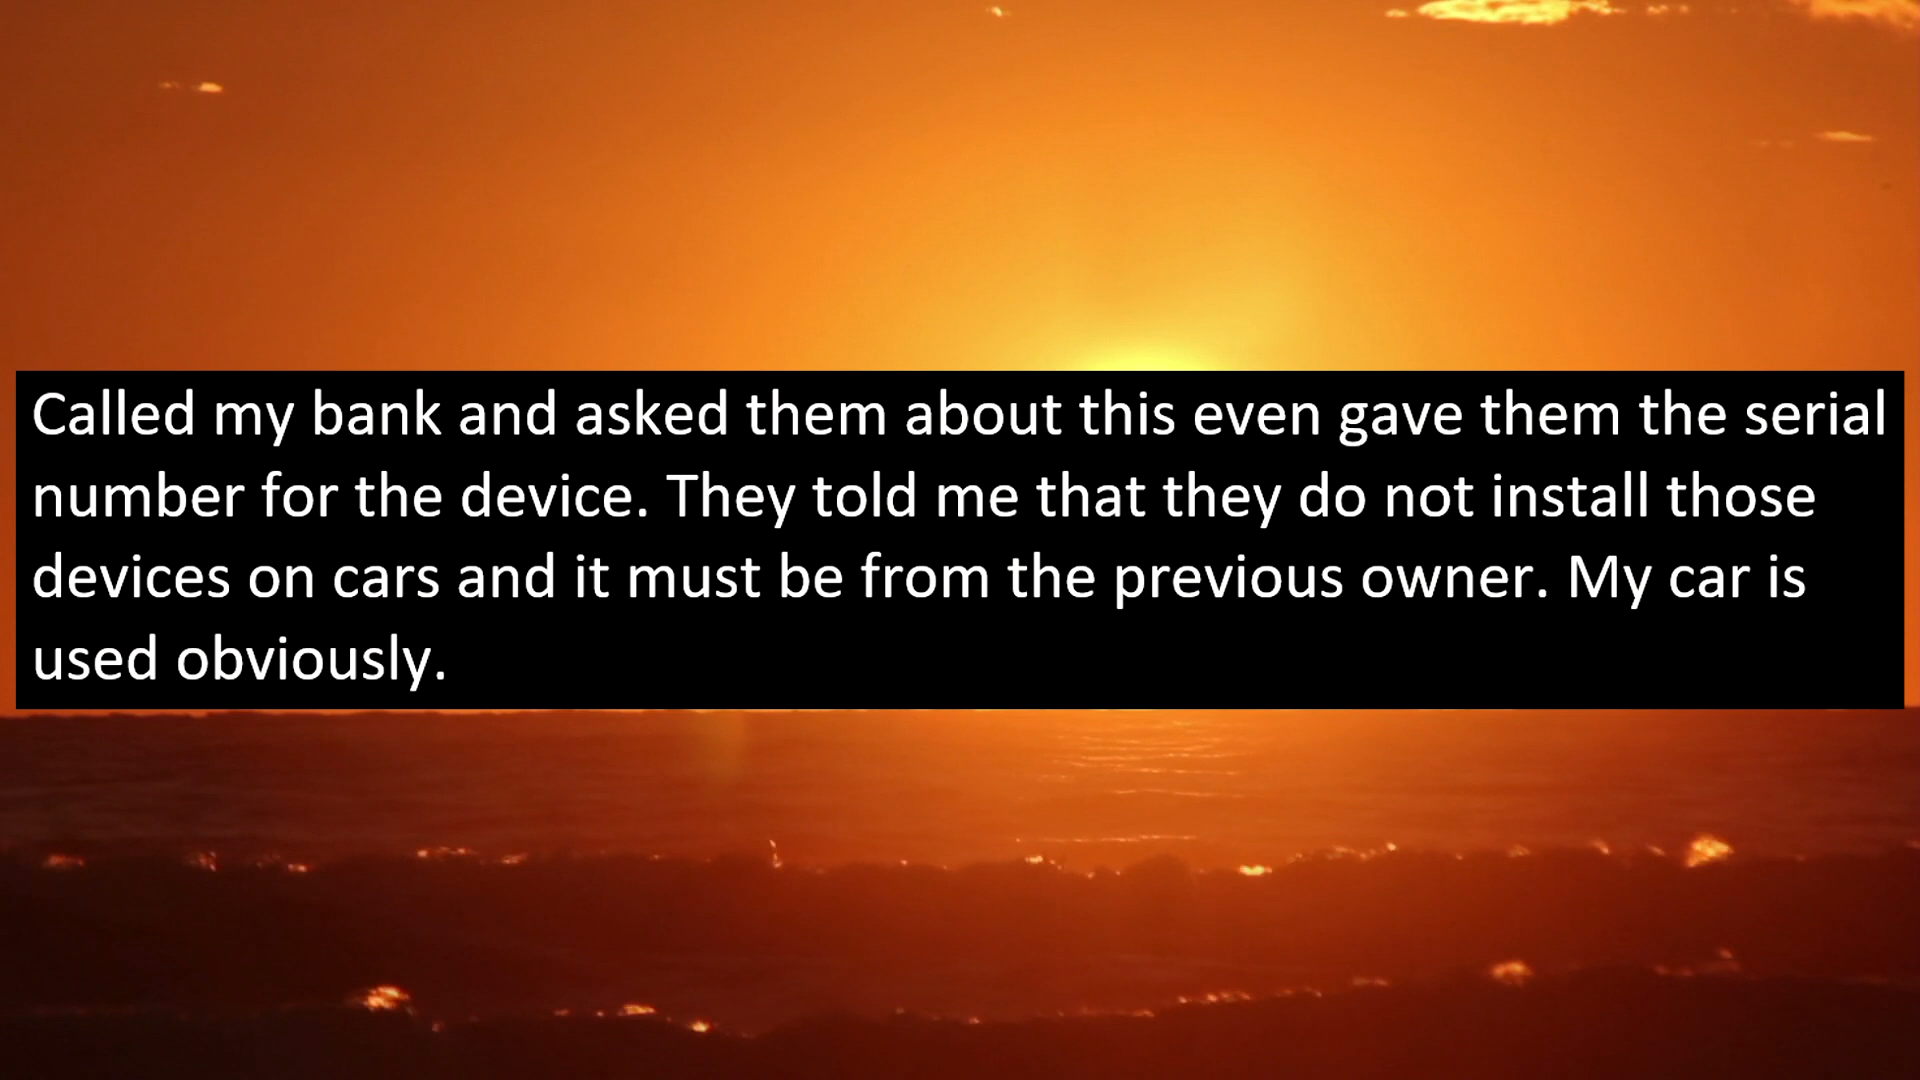 Called my bank and asked them about this even gave them the serial
number for the device. They told me that they do not install those
devices on cars and it must be from the previous owner. My car is
used obviously.